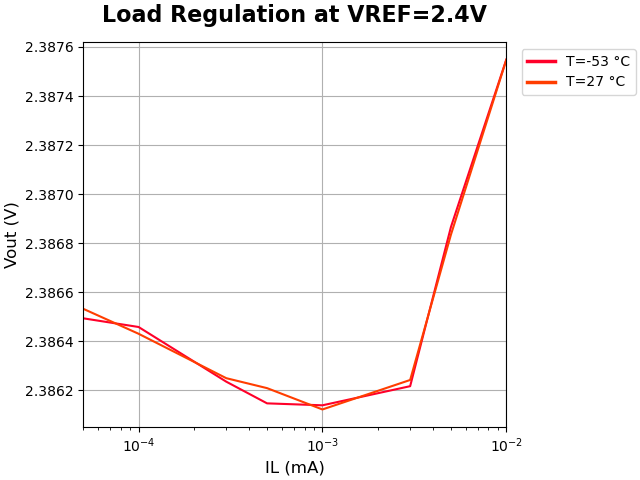 Load Regulation at VREF=2.4V
T=-53 °C
T=27 °C
Vout (V)
2.3876
2.3874
2.3872
2.3870
2.3868
2.3866
2.3864
2.3862
10⁻⁴
10⁻³
10⁻²
IL (mA)